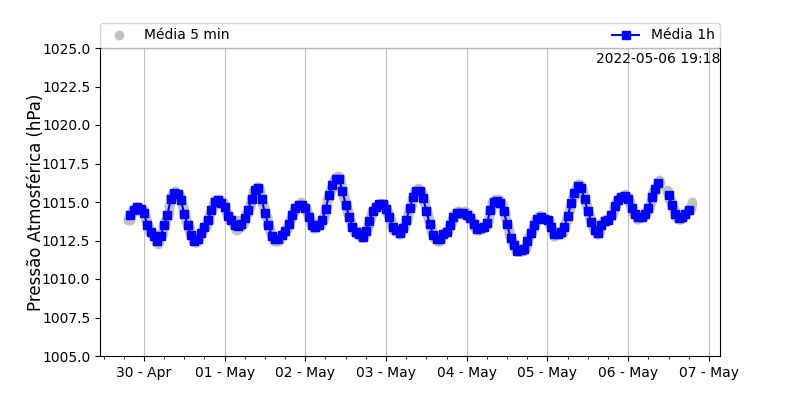 Média 5 min
Média 1h
2022-05-06 19:18
Pressão Atmosférica (hPa)
1025.0
1022.5
1020.0
1017.5
1015.0
1012.5
1010.0
1007.5
1005.0
30 - Apr
01 - May
02 - May
03 - May
04 - May
05 - May
06 - May
07 - May